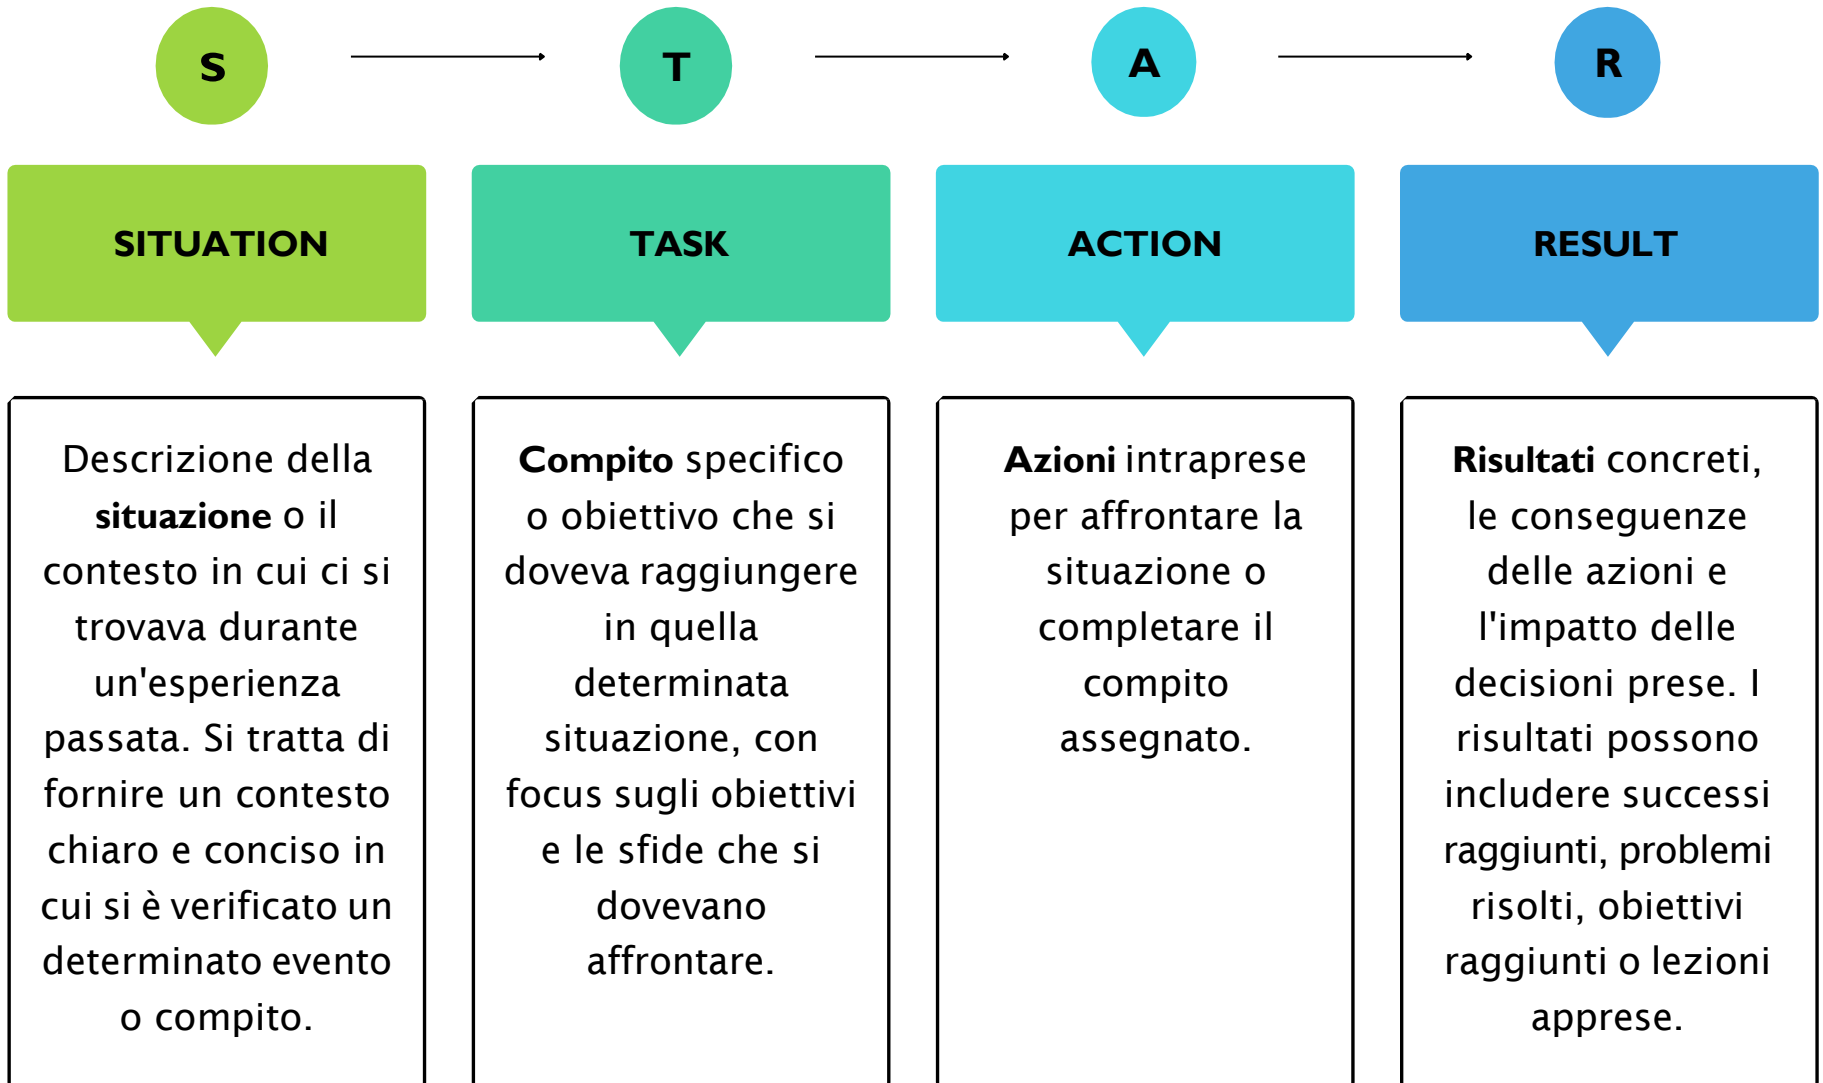 S
T
A
R
SITUATION
TASK
ACTION
RESULT
Descrizione della
situazione o il
contesto in cui ci si
trovava durante
un'esperienza
passata. Si tratta di
fornire un contesto
chiaro e conciso in
cui si è verificato un
determinato evento
o compito.
Compito specifico
o obiettivo che si
doveva raggiungere
in quella
determinata
situazione, con
focus sugli obiettivi
e le sfide che si
dovevano
affrontare.
Azioni intraprese
per affrontare la
situazione o
completare il
compito
assegnato.
Risultati concreti,
le conseguenze
delle azioni e
l'impatto delle
decisioni prese. I
risultati possono
includere successi
raggiunti, problemi
risolti, obiettivi
raggiunti o lezioni
apprese.